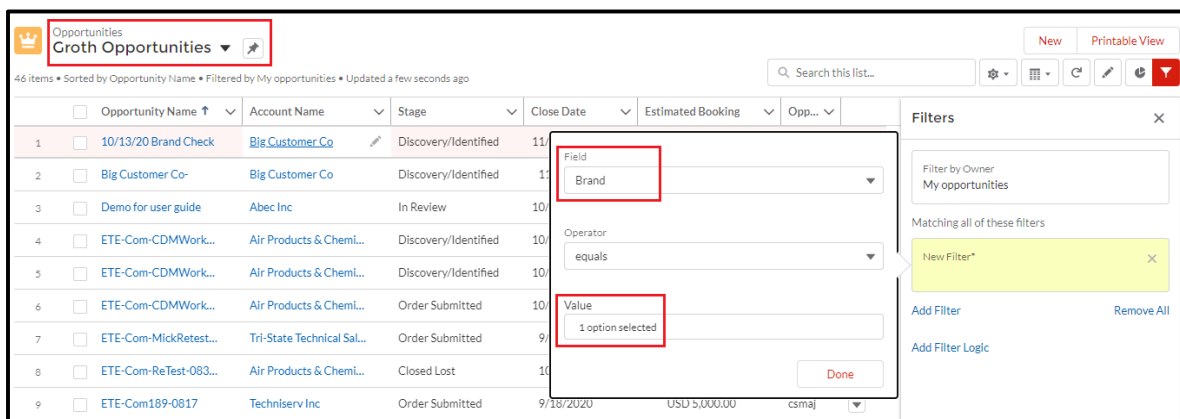 Opportunities
Groth Opportunities
New
Printable View
46 items • Sorted by Opportunity Name • Filtered by My opportunities • Updated a few seconds ago
Search this list...
Opportunity Name Account Name Stage Close Date Estimated Booking Opp...
1 10/13/20 Brand Check Big Customer Co Discovery/Identified 11/
2 Big Customer Co- Big Customer Co Discovery/Identified 11
3 Demo for user guide Abec Inc In Review 10/
4 ETE-Com-CDMWork... Air Products & Chemi... Discovery/Identified 10/
5 ETE-Com-CDMWork... Air Products & Chemi... Discovery/Identified 10/
6 ETE-Com-CDMWork... Air Products & Chemi... Order Submitted 10/
7 ETE-Com-MickRetest... Tri-State Technical Sal... Order Submitted 9/
8 ETE-Com-ReTest-083... Air Products & Chemi... Closed Lost 10
9 ETE-Com189-0817 Techniserv Inc Order Submitted 9/18/2020 USD 5,000.00 csmaj
Field
Brand
Operator
equals
Value
1 option selected
Done
Filters
Filter by Owner
My opportunities
Matching all of these filters
New Filter*
Add Filter
Remove All
Add Filter Logic